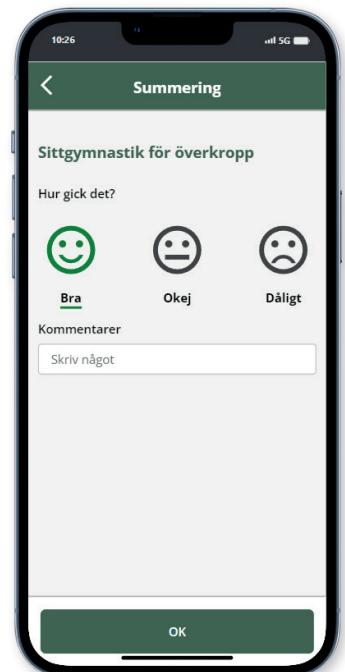 10:26
5G
Summering
Sittgymnastik för överkropp
Hur gick det?
Bra
Okej
Dåligt
Kommentarer
Skriv något
OK